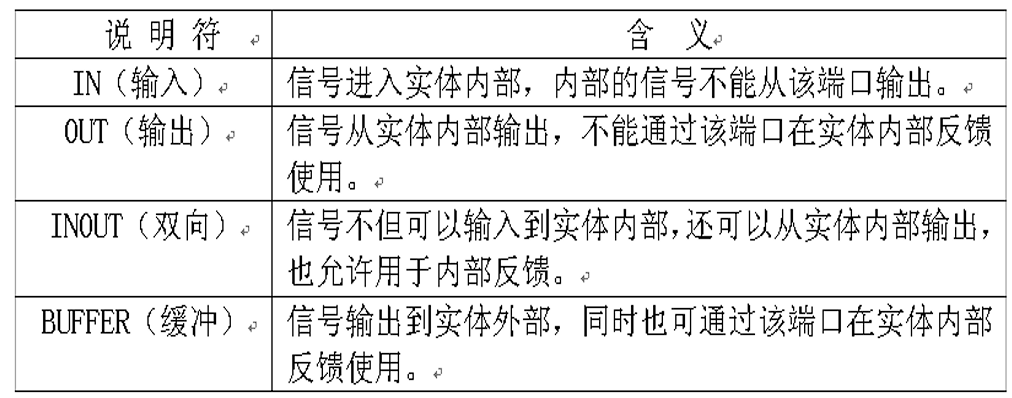 说 明 符 含 义
IN（输入） 信号进入实体内部，内部的信号不能从该端口输出。
OUT（输出） 信号从实体内部输出，不能通过该端口在实体内部反馈
使用。
INOUT（双向） 信号不但可以输入到实体内部，还可以从实体内部输出，
也允许用于内部反馈。
BUFFER（缓冲） 信号输出到实体外部，同时也可通过该端口在实体内部
反馈使用。